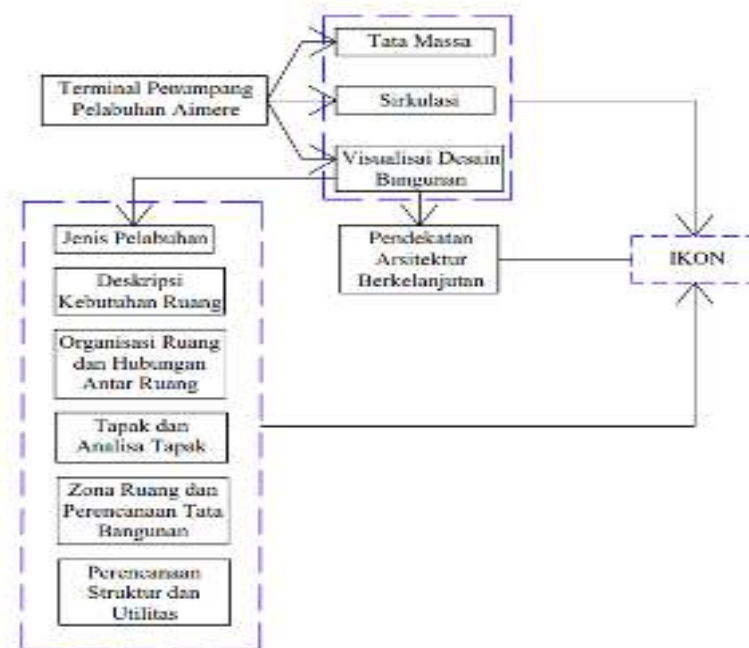 Tata Massa
Terminal Penumpang
Pelabuhan Aimere
Sirkulasi
Visualisai Desain
Bangunan
Jenis Pelabuhan
Pendekatan
Arsitektur
Berkelanjutan
IKON
Deskripsi
Kebutuhan Ruang
Organisasi Ruang
dan Hubungan
Antar Ruang
Tapak dan
Analisa Tapak
Zona Ruang dan
Perencanaan Tata
Bangunan
Perencanaan
Struktur dan
Utilitas